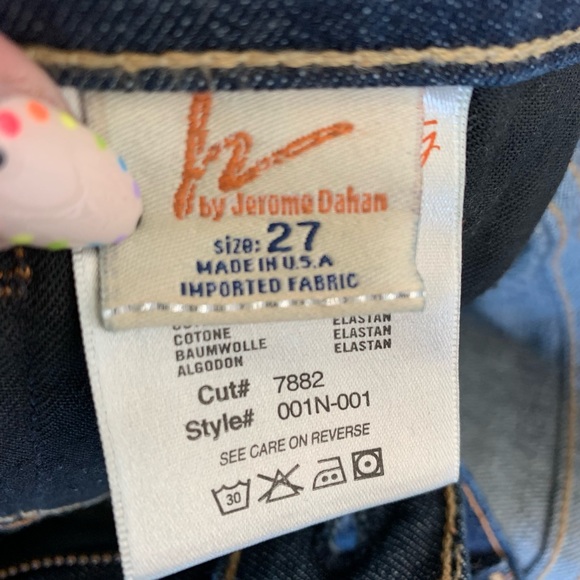 by Jerome Dahan
size: 27
MADE IN U.S.A
IMPORTED FABRIC
ELASTAN
COTONE ELASTAN
BAUMWOLLE ELASTAN
ALGODON
Cut# 7882
Style# 001N-001
SEE CARE ON REVERSE
30